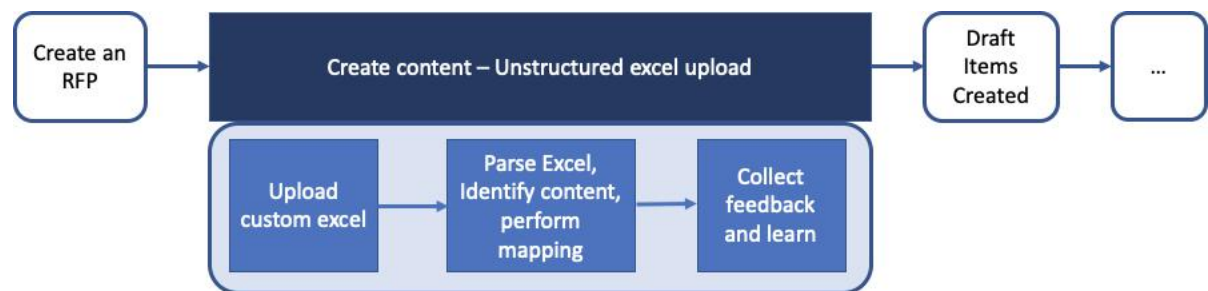 Create an
RFP
Create content – Unstructured excel upload
Draft
Items
Created
...
Upload
custom excel
Parse Excel,
Identify content,
perform
mapping
Collect
feedback
and learn